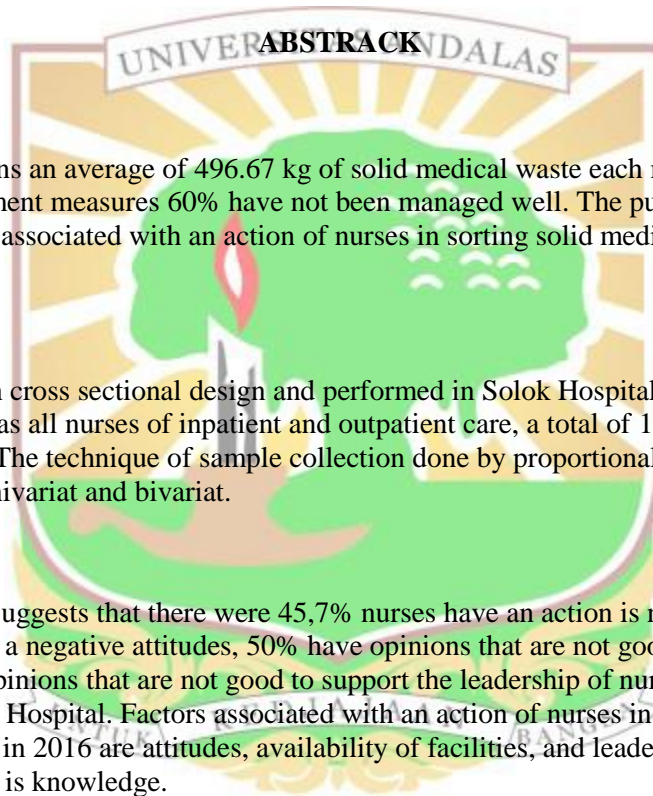 UNIVERSITAS ANDALAS
ABSTRACK
ns an average of 496.67 kg of solid medical waste each
ment measures 60% have not been managed well. The pu
associated with an action of nurses in sorting solid medi
cross sectional design and performed in Solok Hospital
as all nurses of inpatient and outpatient care, a total of 1
The technique of sample collection done by proportional
nivariat and bivariat.
uggests that there were 45,7% nurses have an action is
a negative attitudes, 50% have opinions that are not goo
pinions that are not good to support the leadership of nur
Hospital. Factors associated with an action of nurses in
in 2016 are attitudes, availability of facilities, and leade
is knowledge.